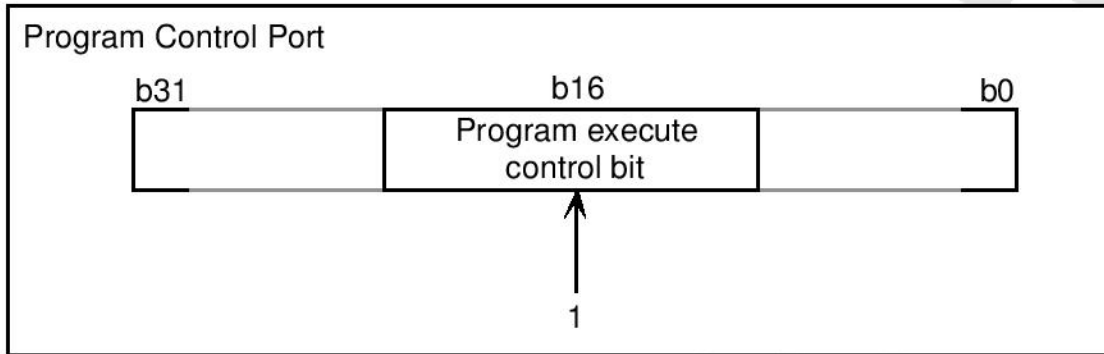 Program Control Port
b31 b16 b0
Program execute
control bit
1